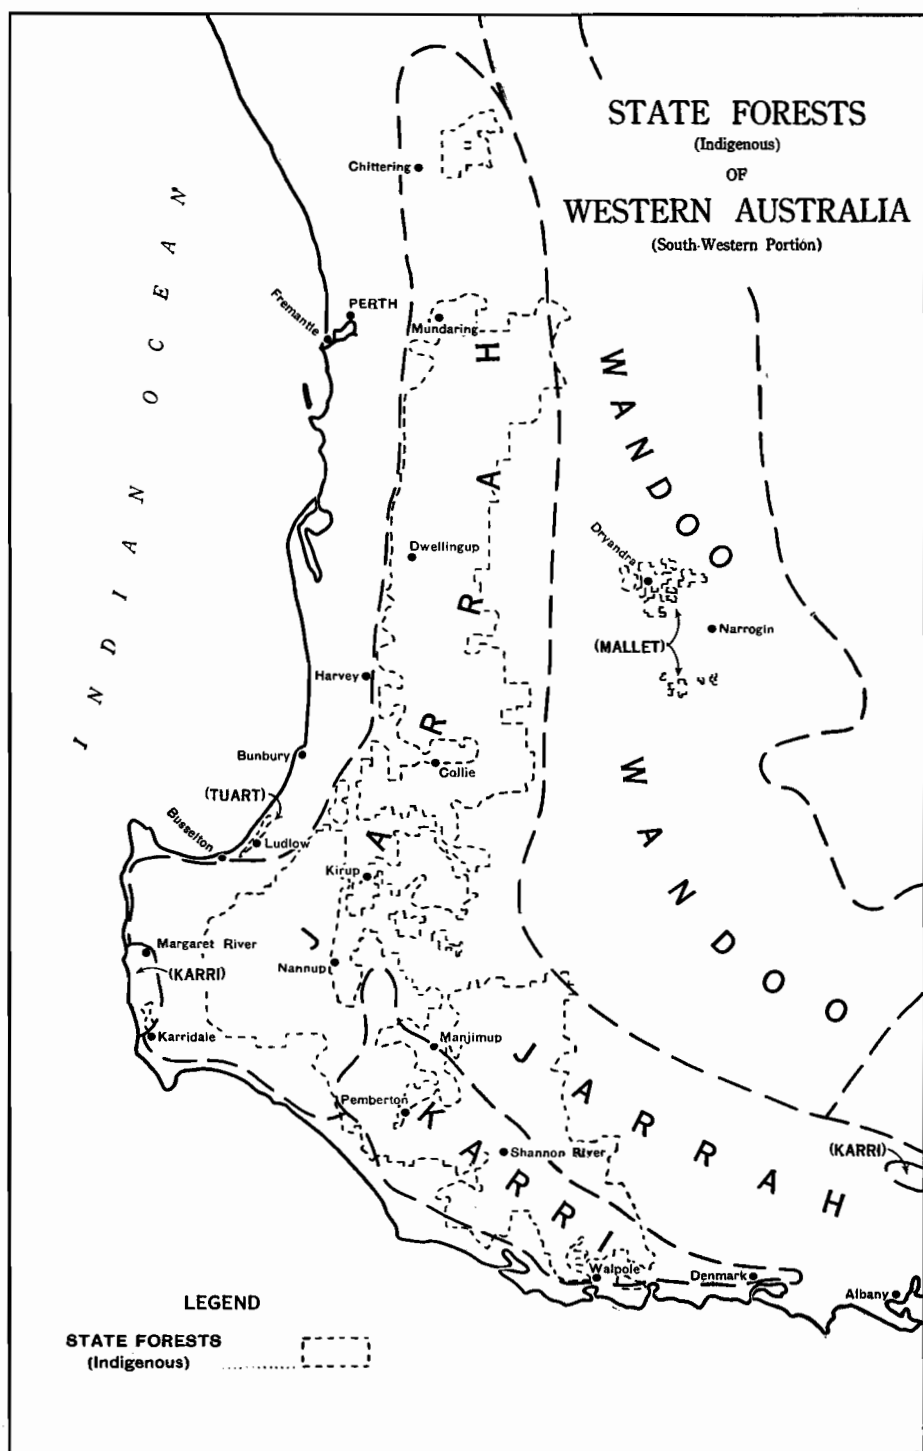 STATE FORESTS
(Indigenous)
OF
WESTERN AUSTRALIA
(South-Western Portion)
Chittering
INDIAN OCEAN
PERTH
Fremantle
Mundaring
WANDOO
Dryandra
Dwellingup
Narrogin
(MALLET)
Harvey
Bunbury
Collie
(TUART)
Busselton
Ludlow
WANDOO
Kirup
JARRAH
Margaret River
(KARRI)
Nannup
Karridale
Manjimup
JARRAH
Pemberton
KARRI
Shannon River
(KARRI)
Walpole
Denmark
Albany
LEGEND
STATE FORESTS
(Indigenous)